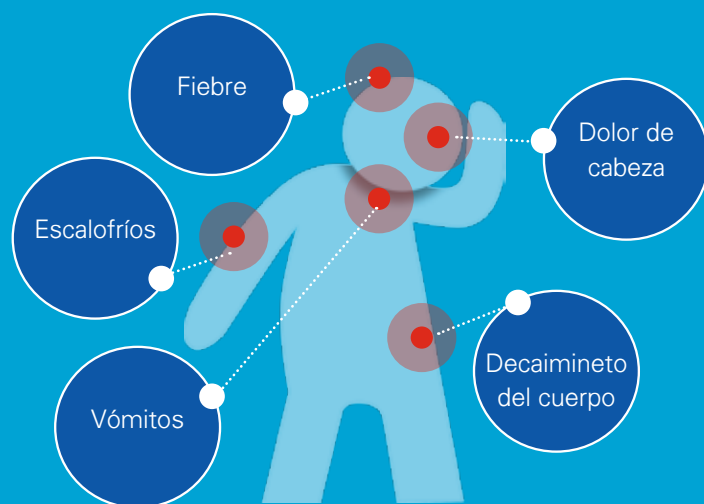 Fiebre
Dolor de
cabeza
Escalofríos
Decaimineto
del cuerpo
Vómitos